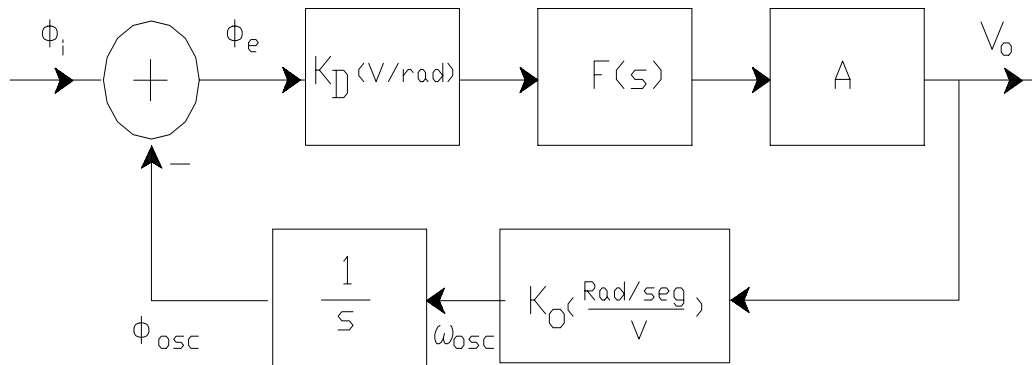 ϕi
+
ϕe
KD (V/rad)
F(s)
A
Vo
−
1
s
KO ( Rad/seg
V )
ϕosc
ωosc